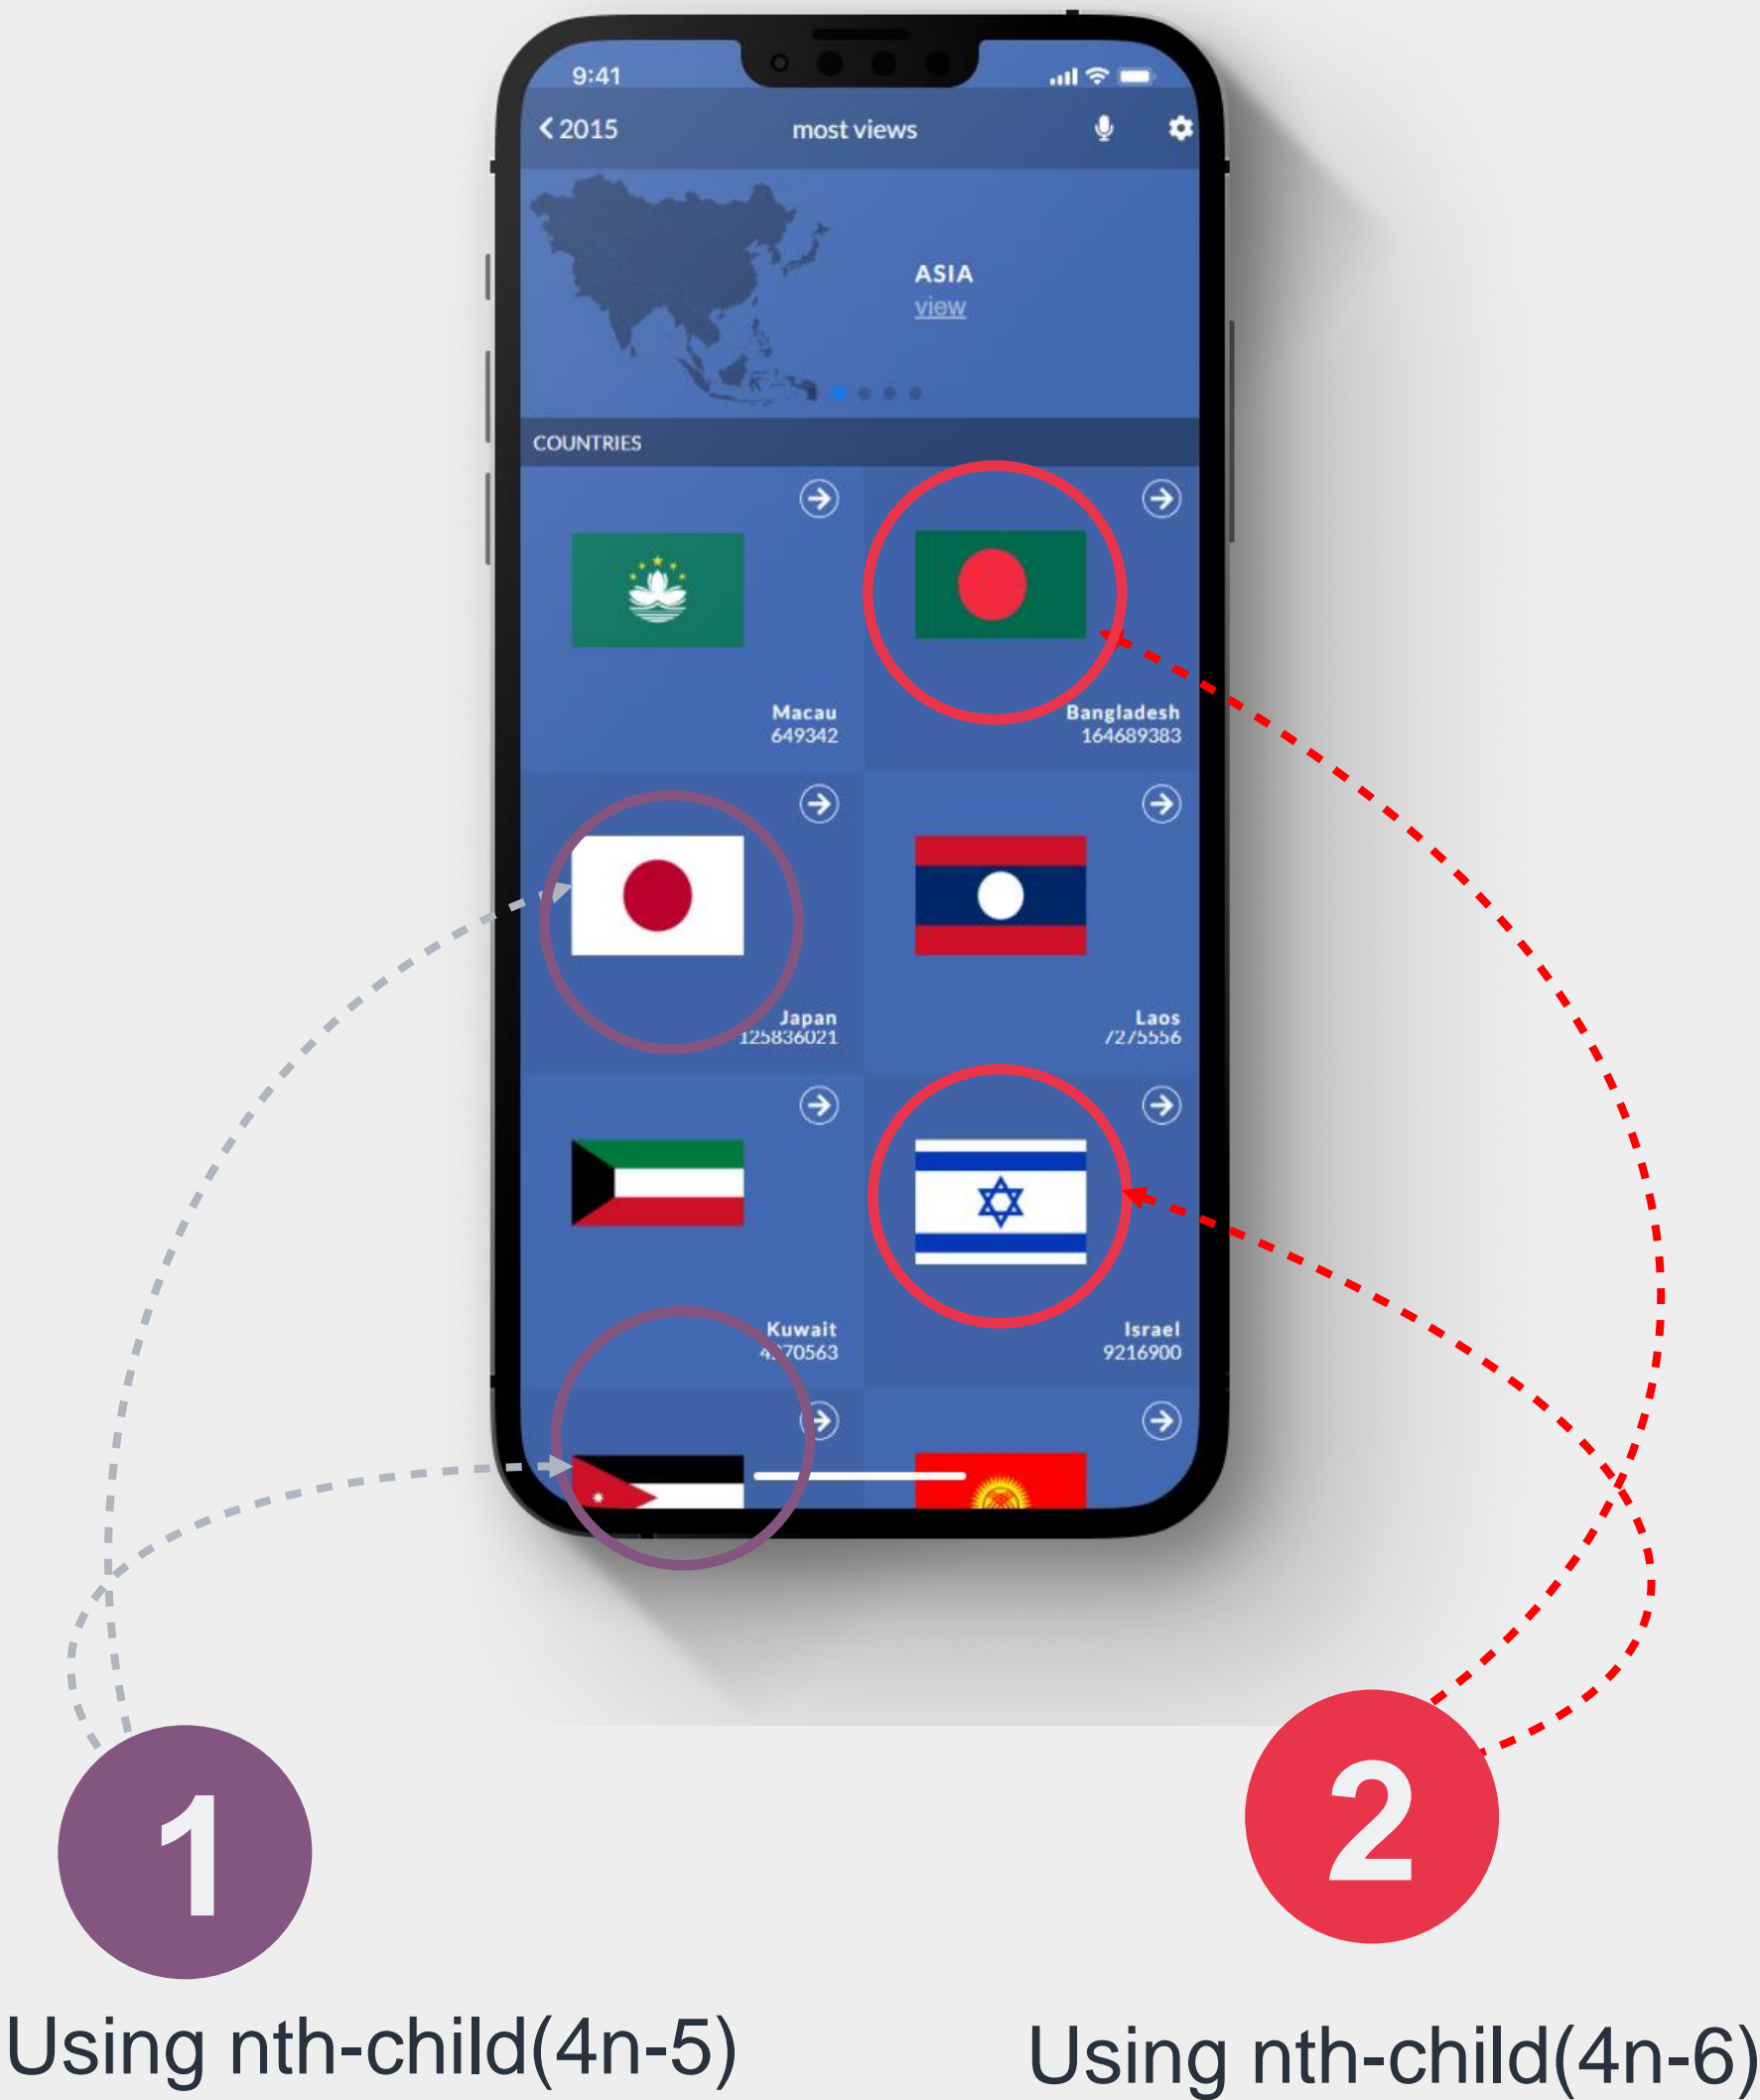 9:41
2015
most views
ASIA
view
COUNTRIES
Macau
649342
Bangladesh
164689383
Japan
125836021
Laos
7275556
Kuwait
Israel
9216900
1
2
Using nth-child(4n-5)
Using nth-child(4n-6)